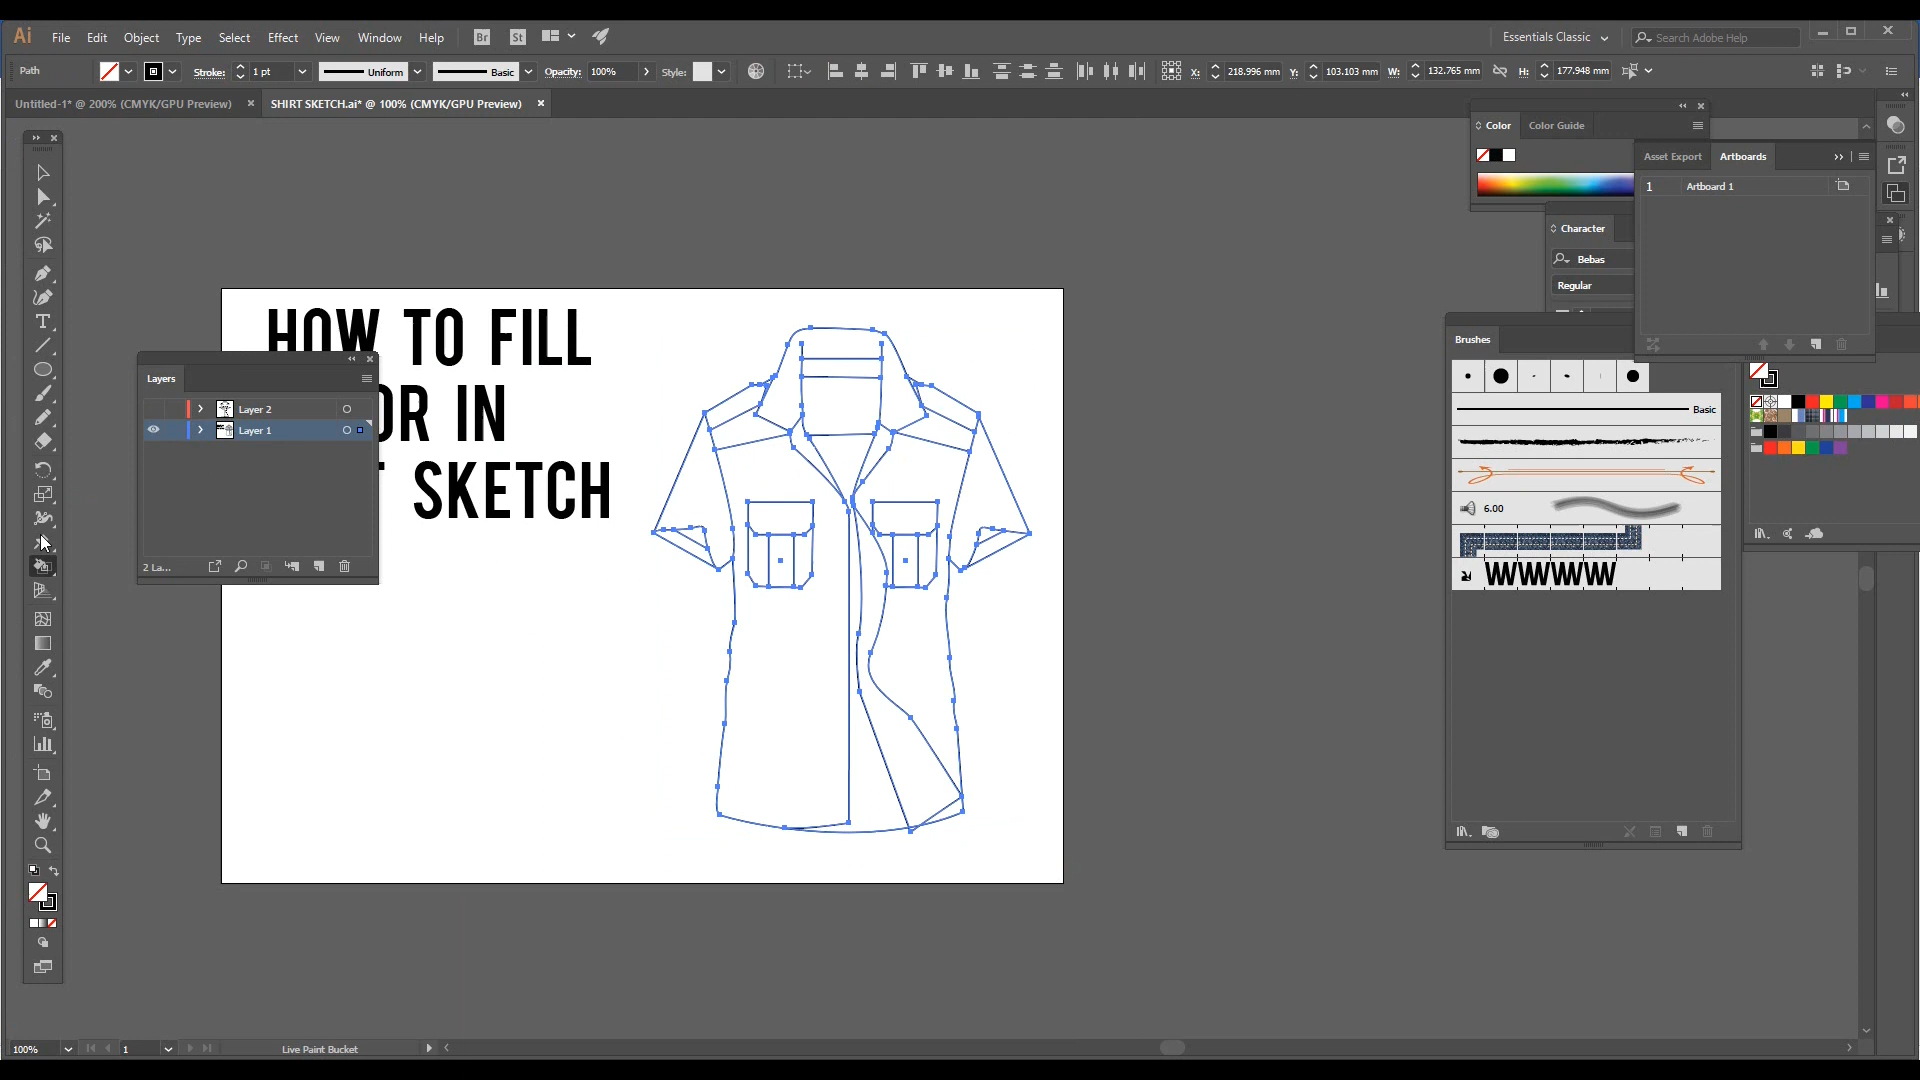 Ai File Edit Object Type Select Effect View Window Help Br St Essentials Classic Search Adobe Help
Path Stroke: 1 pt Uniform Basic Opacity: 100% Style: X: 218.996 mm Y: 103.103 mm W: 132.765 mm H: 177.948 mm
Untitled-1* @ 200% (CMYK/GPU Preview) SHIRT SKETCH.ai* @ 100% (CMYK/GPU Preview)
Color Color Guide
Asset Export Artboards
1 Artboard 1
Character
Bebas
Regular
Brushes
Basic
6.00
WWWW
HOW TO FILL
OR IN
SKETCH
Layers
Layer 2
Layer 1
2 La...
100% 1 Live Paint Bucket